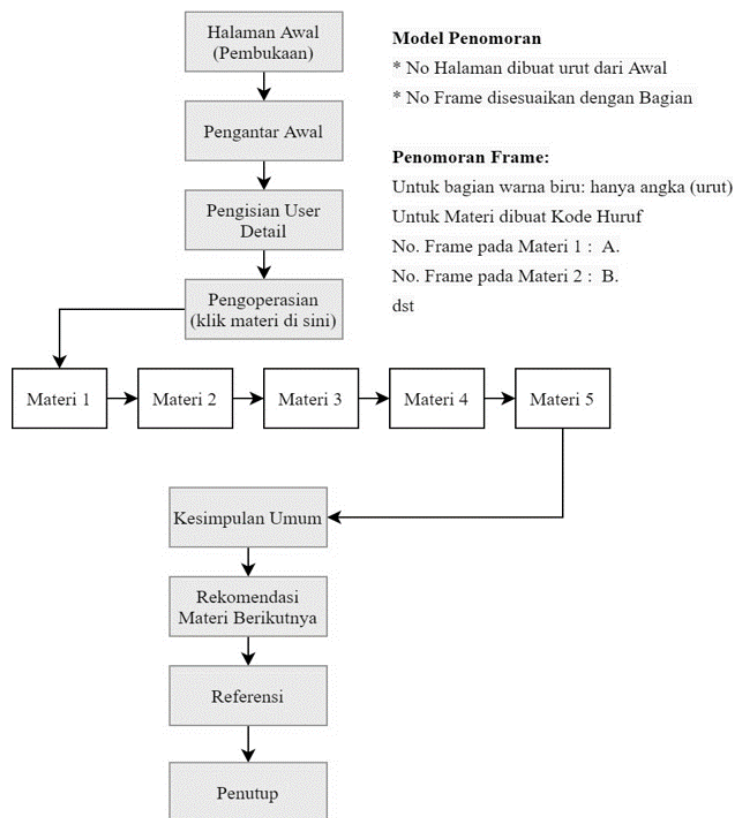 Halaman Awal
(Pembukaan)
Pengantar Awal
Pengisian User
Detail
Pengoperasian
(klik materi di sini)
Model Penomoran
* No Halaman dibuat urut dari Awal
* No Frame disesuaikan dengan Bagian
Penomoran Frame:
Untuk bagian warna biru: hanya angka (urut)
Untuk Materi dibuat Kode Huruf
No. Frame pada Materi 1 : A.
No. Frame pada Materi 2 : B.
dst
Materi 1
Materi 2
Materi 3
Materi 4
Materi 5
Kesimpulan Umum
Rekomendasi
Materi Berikutnya
Referensi
Penutup